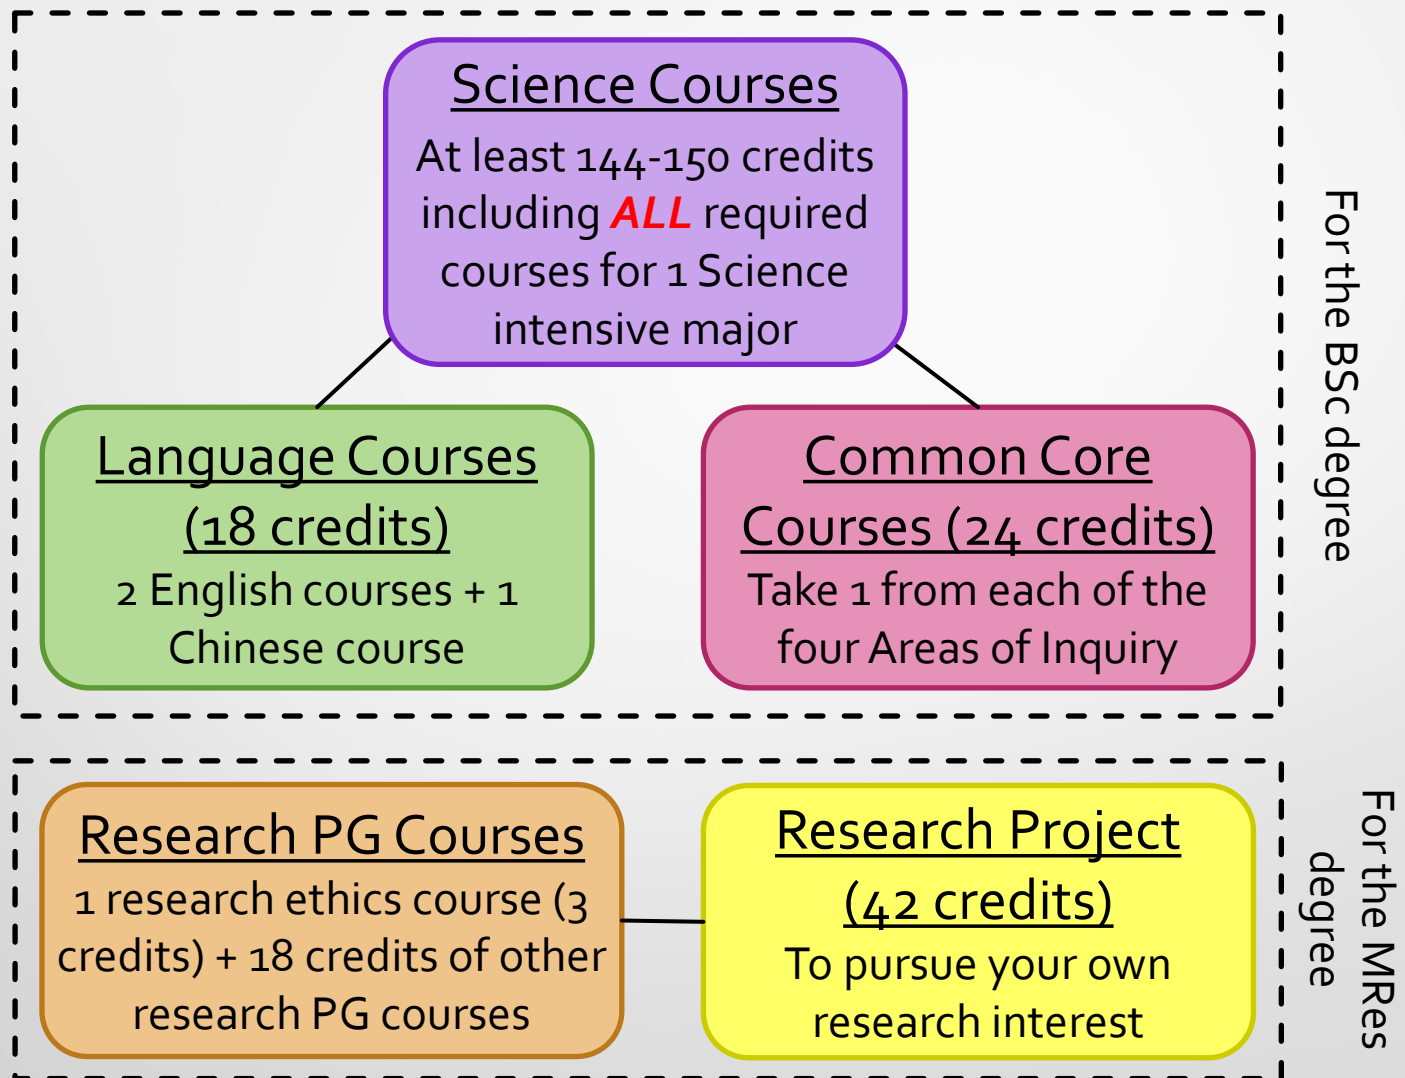 Science Courses
At least 144-150 credits
including ALL required
courses for 1 Science
intensive major
Language Courses
(18 credits)
2 English courses + 1
Chinese course
Common Core
Courses (24 credits)
Take 1 from each of the
four Areas of Inquiry
For the BSc degree
Research PG Courses
1 research ethics course (3
credits) + 18 credits of other
research PG courses
Research Project
(42 credits)
To pursue your own
research interest
For the MRes
degree